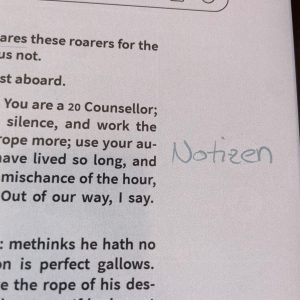 ares these roarers for the
us not.
st aboard.
You are a 20 Counsellor;
silence, and work the
rope more; use your au-
have lived so long, and
mischance of the hour,
Out of our way, I say.
Notizen
: methinks he hath no
on is perfect gallows.
e the rope of his des-